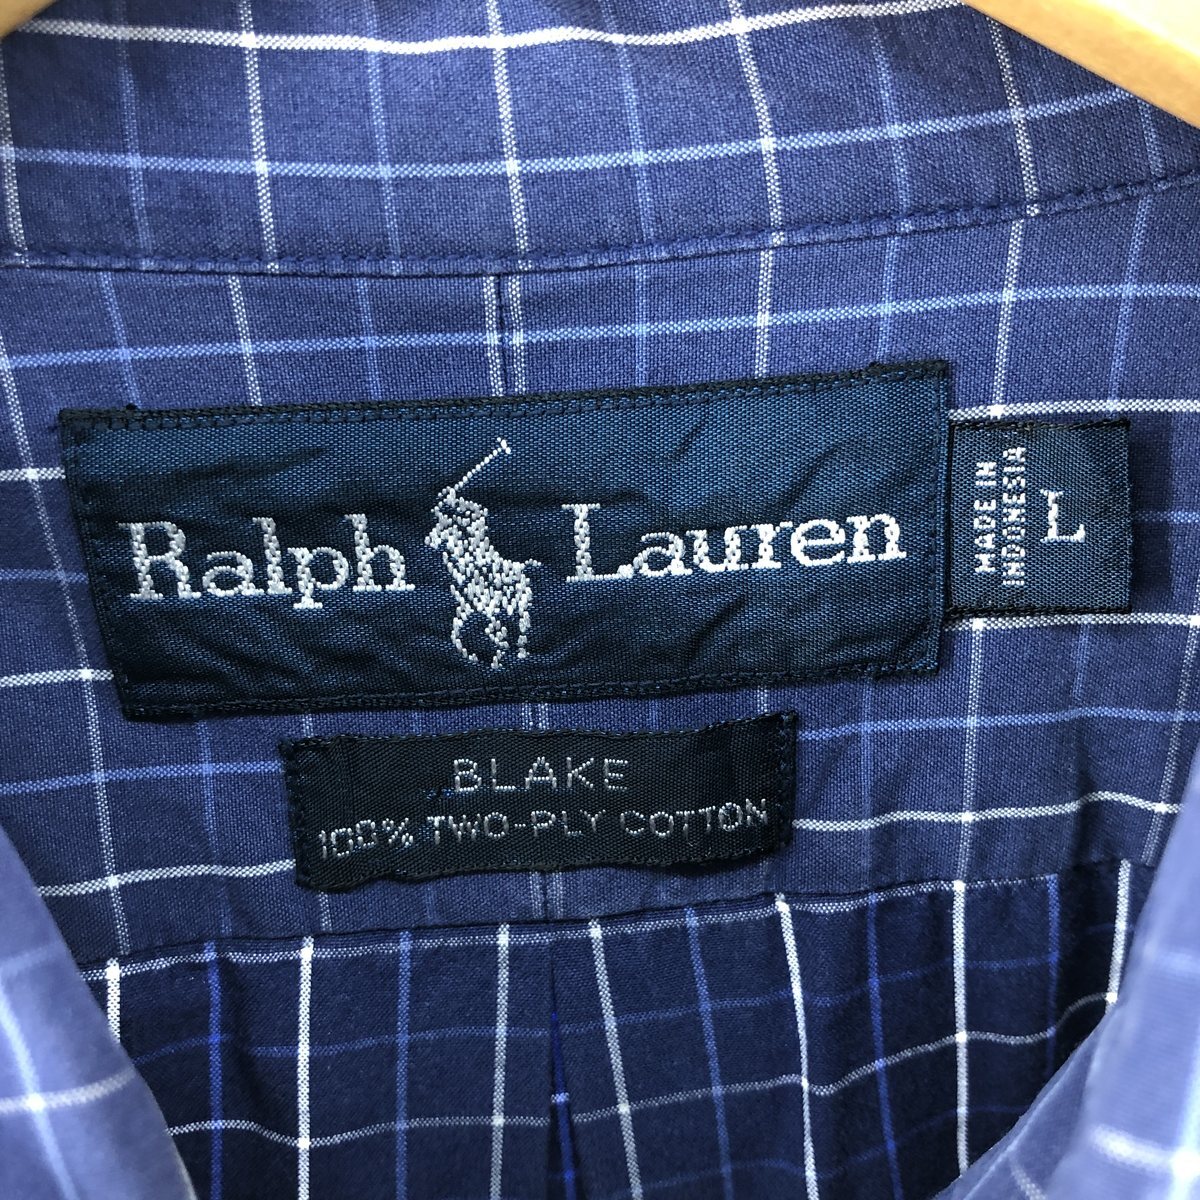 Ralph Lauren
MADE IN
INDONESIA
L
BLAKE
100% TWO-PLY COTTON